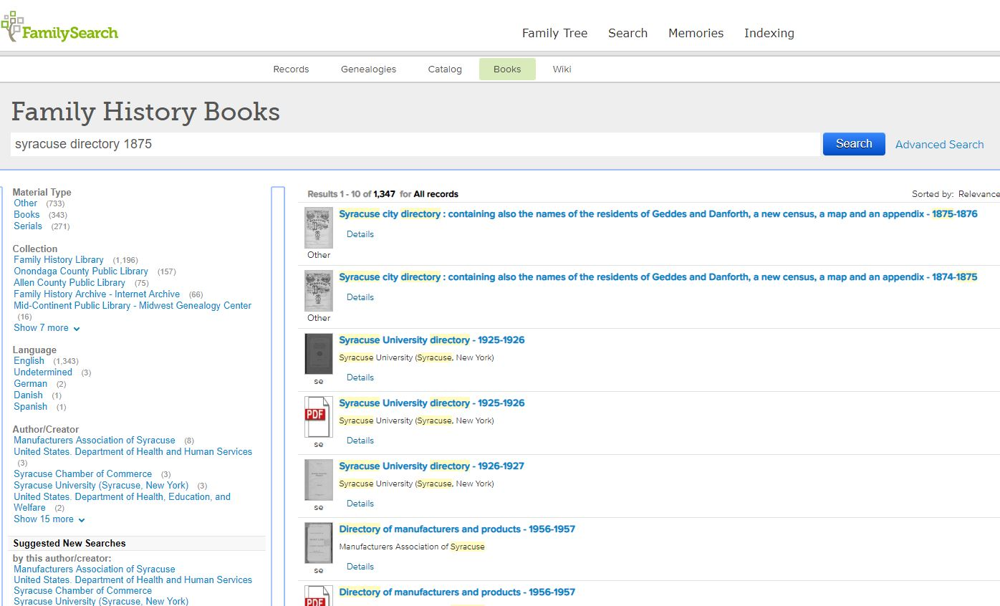 FamilySearch
Family Tree Search Memories Indexing
Records Genealogies Catalog Books Wiki
Family History Books
syracuse directory 1875
Search Advanced Search
Material Type
Other (733)
Books (343)
Serials (271)
Collection
Family History Library (1,196)
Onondaga County Public Library (157)
Allen County Public Library (75)
Family History Archive - Internet Archive (66)
Mid-Continent Public Library - Midwest Genealogy Center
(16)
Show 7 more
Language
English (1,343)
Undetermined (3)
German (2)
Danish (1)
Spanish (1)
Author/Creator
Manufacturers Association of Syracuse (8)
United States. Department of Health and Human Services
(3)
Syracuse Chamber of Commerce (3)
Syracuse University (Syracuse, New York) (3)
United States. Department of Health, Education, and
Welfare (2)
Show 15 more
Suggested New Searches
by this author/creator:
Manufacturers Association of Syracuse
United States. Department of Health and Human Services
Syracuse Chamber of Commerce
Syracuse University (Syracuse, New York)
Results 1 - 10 of 1,347 for All records
Sorted by: Relevance
Syracuse city directory : containing also the names of the residents of Geddes and Danforth, a new census, a map and an appendix - 1875-1876
Details
Other
Syracuse city directory : containing also the names of the residents of Geddes and Danforth, a new census, a map and an appendix - 1874-1875
Details
Other
Syracuse University directory - 1925-1926
Syracuse University (Syracuse, New York)
Details
se
PDF
Syracuse University directory - 1925-1926
Syracuse University (Syracuse, New York)
Details
se
Syracuse University directory - 1926-1927
Syracuse University (Syracuse, New York)
Details
se
Directory of manufacturers and products - 1956-1957
Manufacturers Association of Syracuse
Details
se
PDF
Directory of manufacturers and products - 1956-1957